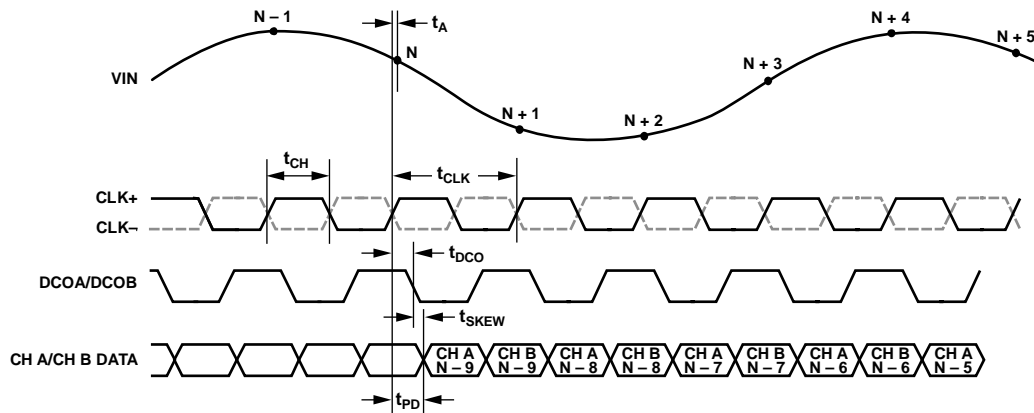 N – 1
tA
N
N + 1
N + 2
N + 3
N + 4
N + 5
VIN
tCH
tCLK
CLK+
CLK–
tDCO
DCOA/DCOB
tSKEW
CH A/CH B DATA
CH A
N – 9
CH B
N – 9
CH A
N – 8
CH B
N – 8
CH A
N – 7
CH B
N – 7
CH A
N – 6
CH B
N – 6
CH A
N – 5
tPD